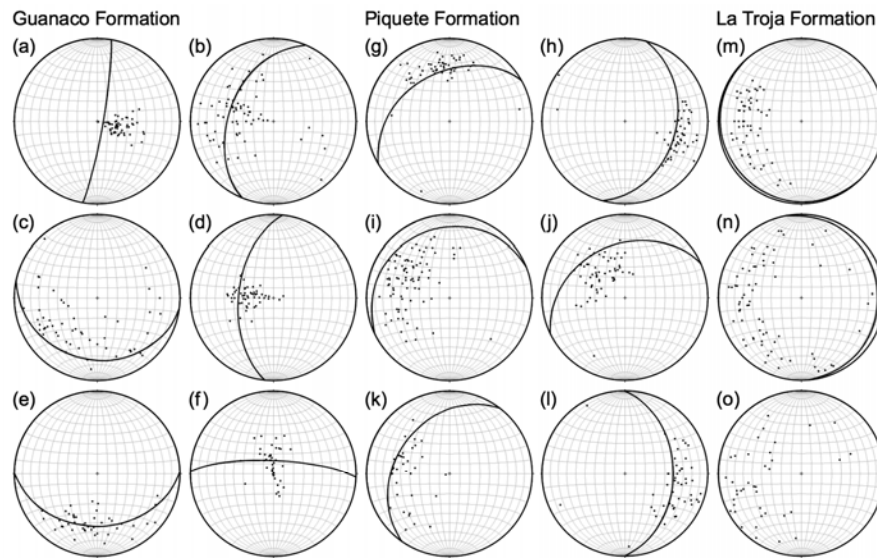 Guanaco Formation Piquete Formation La Troja Formation
(a) (b) (g) (h) (m)
(c) (d) (i) (j) (n)
(e) (f) (k) (l) (o)